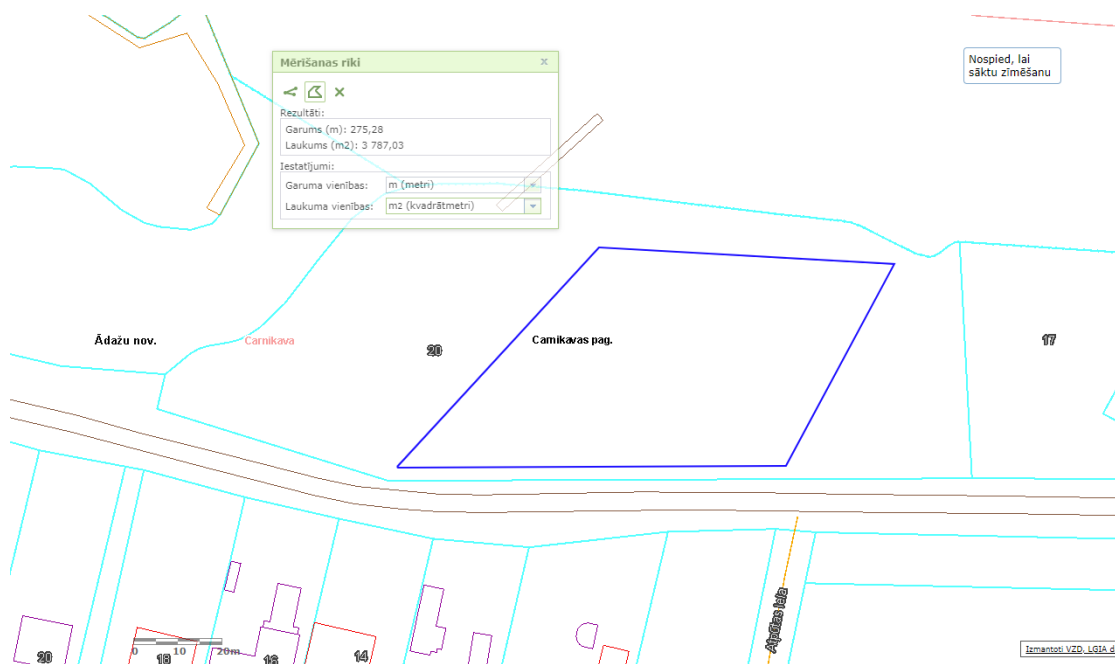 Mērīšanas rīki x
Nospied, lai
sāktu zīmēšanu
Rezultāti:
Garums (m): 275,28
Laukums (m2): 3 787,03
Iestatījumi:
Garuma vienības: m (metri)
Laukuma vienības: m2 (kvadrātmetri)
Ādažu nov.
Carnikava
20
Carnikavas pag.
17
Atpūtas iela
0 10 20m
20
18
16
14
Izmantoti VZD, LGIA